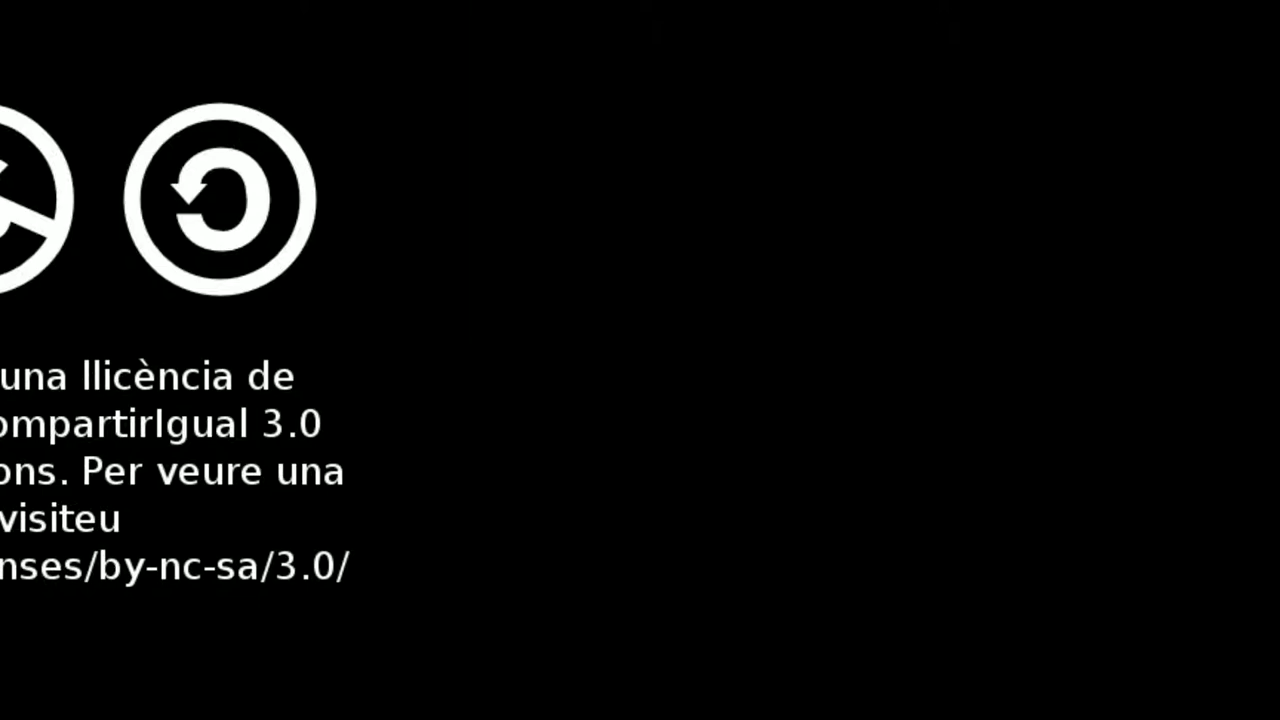 una llicència de
ompartirIgual 3.0
ons. Per veure una
visiteu
nses/by-nc-sa/3.0/